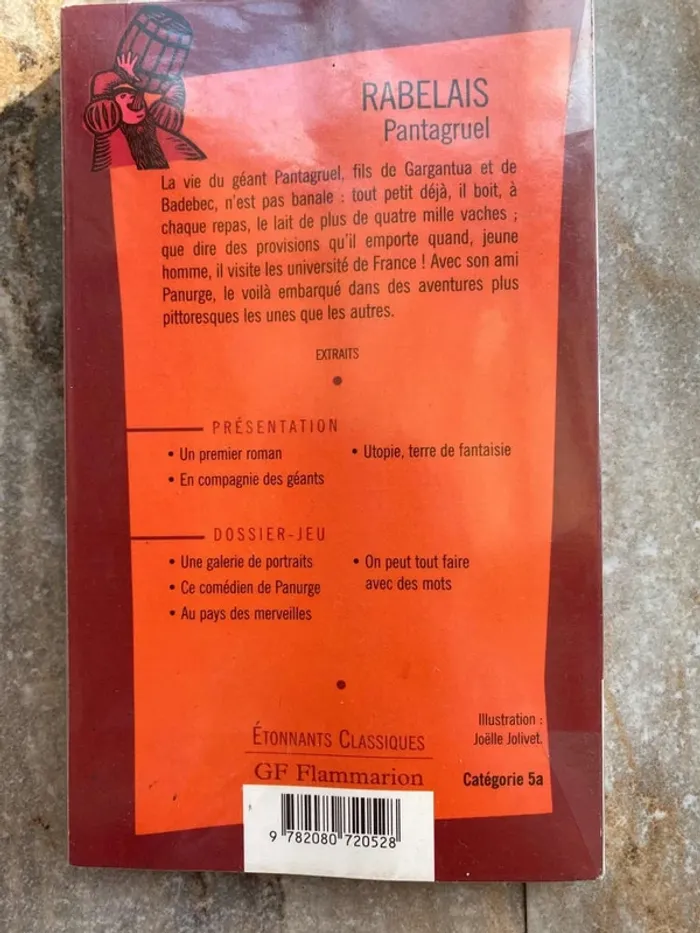 RABELAIS
Pantagruel
La vie du géant Pantagruel, fils de Gargantua et de
Badebec, n'est pas banale : tout petit déjà, il boit, à
chaque repas, le lait de plus de quatre mille vaches ;
que dire des provisions qu'il emporte quand, jeune
homme, il visite les université de France ! Avec son ami
Panurge, le voilà embarqué dans des aventures plus
pittoresques les unes que les autres.
EXTRAITS
PRÉSENTATION
• Un premier roman
• En compagnie des géants
• Utopie, terre de fantaisie
DOSSIER-JEU
• Une galerie de portraits
• Ce comédien de Panurge
• Au pays des merveilles
• On peut tout faire
avec des mots
Illustration :
Joëlle Jolivet.
ÉTONNANTS CLASSIQUES
GF Flammarion
Catégorie 5a
9 782080 720528